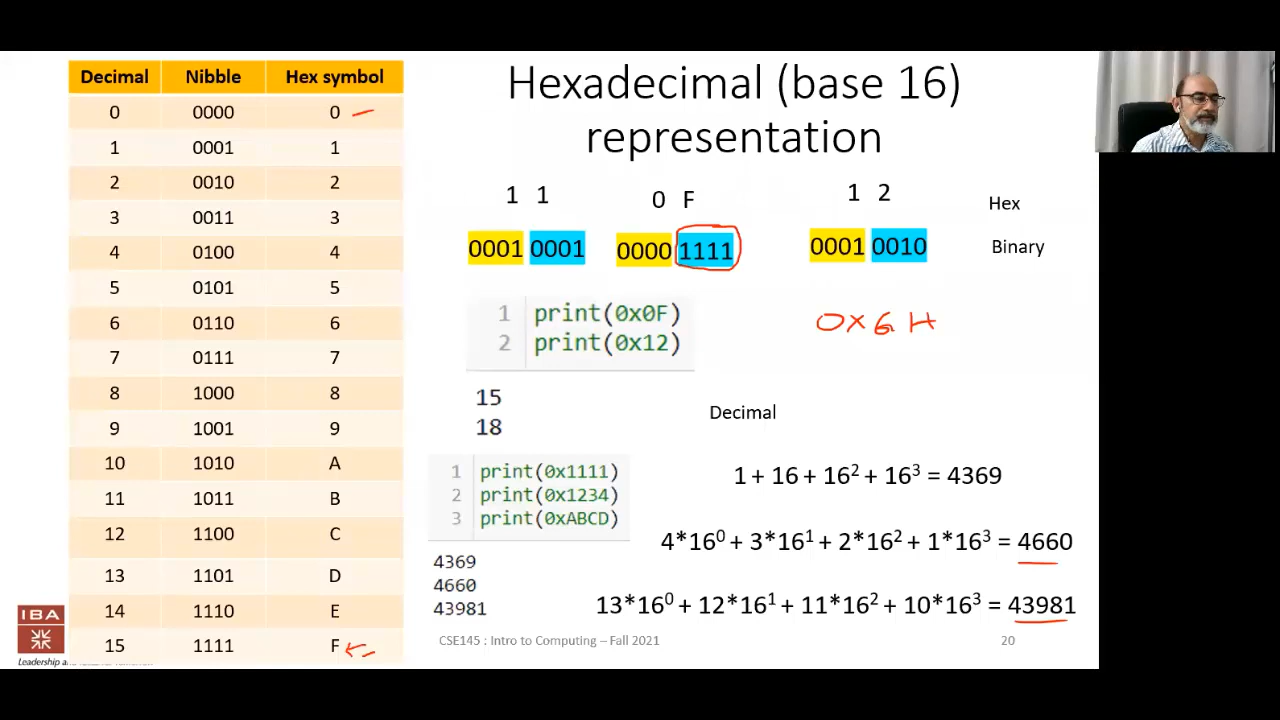 Decimal Nibble Hex symbol
0 0000 0
1 0001 1
2 0010 2
3 0011 3
4 0100 4
5 0101 5
6 0110 6
7 0111 7
8 1000 8
9 1001 9
10 1010 A
11 1011 B
12 1100 C
13 1101 D
14 1110 E
15 1111 F
IBA
Hexadecimal (base 16)
representation
1 1 0 F 1 2 Hex
0001 0001 0000 1111 0001 0010 Binary
1 print(0x0F)
2 print(0x12)
0x G H
15
18
Decimal
1 print(0x1111)
2 print(0x1234)
3 print(0xABCD)
4369
4660
43981
1 + 16 + 16² + 16³ = 4369
4*16⁰ + 3*16¹ + 2*16² + 1*16³ = 4660
13*16⁰ + 12*16¹ + 11*16² + 10*16³ = 43981
CSE145 : Intro to Computing – Fall 2021 20
Leadership and